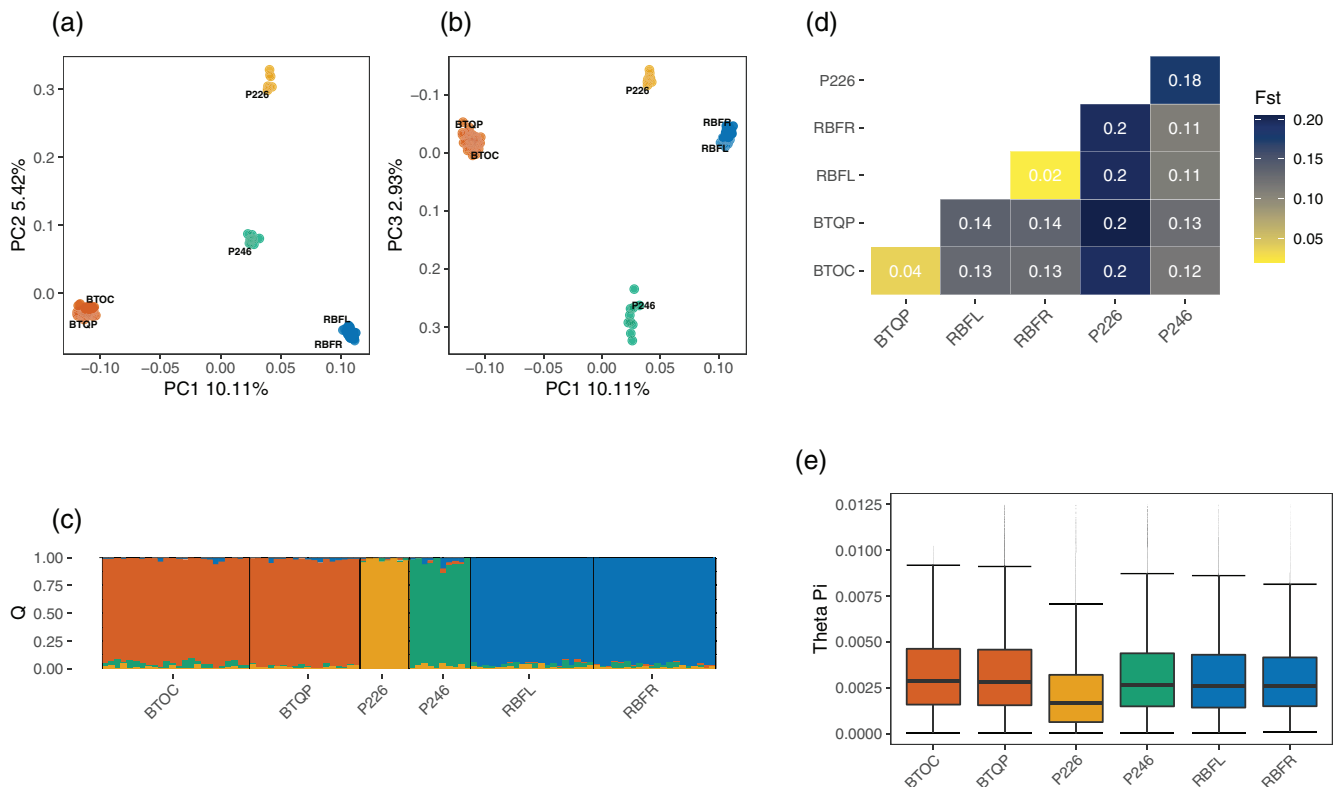 (a)
PC2 5.42%
0.3
0.2
0.1
0.0
P226
P246
BTOC
BTQP
RBFL
RBFR
−0.10 −0.05 0.00 0.05 0.10
PC1 10.11%
(b)
PC3 2.93%
−0.1
0.0
0.1
0.2
0.3
P226
BTQP
BTOC
RBFR
RBFL
P246
−0.10 −0.05 0.00 0.05 0.10
PC1 10.11%
(d)
P226 0.18
RBFR 0.2 0.11
RBFL 0.02 0.2 0.11
BTQP 0.14 0.14 0.2 0.13
BTOC 0.04 0.13 0.13 0.2 0.12
BTQP RBFL RBFR P226 P246
Fst
0.20
0.15
0.10
0.05
(c)
Q
1.00
0.75
0.50
0.25
0.00
BTOC BTQP P226 P246 RBFL RBFR
(e)
Theta Pi
0.0125
0.0100
0.0075
0.0050
0.0025
0.0000
BTOC BTQP P226 P246 RBFL RBFR